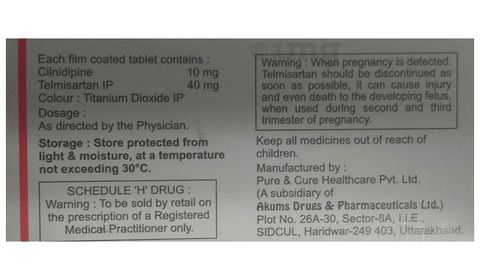 Each film coated tablet contains :
Cilnidipine 10 mg
Telmisartan IP 40 mg
Colour : Titanium Dioxide IP
Dosage :
As directed by the Physician.
Storage : Store protected from
light & moisture, at a temperature
not exceeding 30°C.
SCHEDULE 'H' DRUG :
Warning : To be sold by retail on
the prescription of a Registered
Medical Practitioner only.
1mg
Warning : When pregnancy is detected.
Telmisartan should be discontinued as
soon as possible, it can cause injury
and even death to the developing fetus,
when used during second and third
trimester of pregnancy.
Keep all medicines out of reach of
children.
Manufactured by :
Pure & Cure Healthcare Pvt. Ltd.
(A subsidiary of
Akums Drugs & Pharmaceuticals Ltd.)
Plot No. 26A-30, Sector-8A, I.I.E.,
SIDCUL, Haridwar-249 403, Uttarakhand.